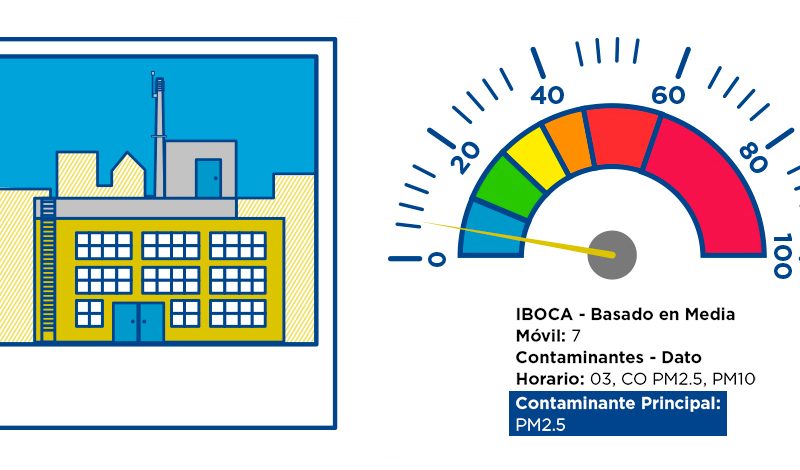 40
60
20
80
0
100
IBOCA - Basado en Media
Móvil: 7
Contaminantes - Dato
Horario: 03, CO PM2.5, PM10
Contaminante Principal:
PM2.5